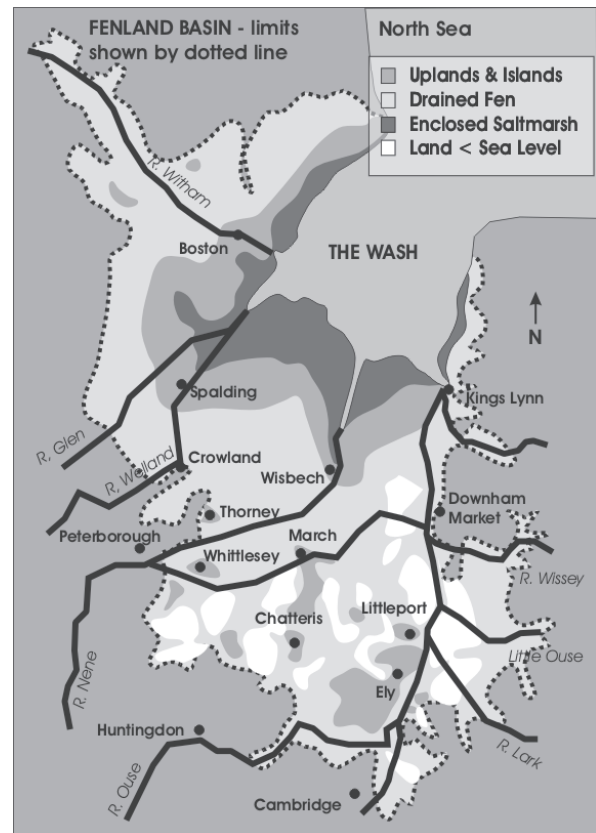 FENLAND BASIN - limits
shown by dotted line
North Sea
Uplands & Islands
Drained Fen
Enclosed Saltmarsh
Land < Sea Level
R. Witham
Boston
THE WASH
N
Spalding
Kings Lynn
R, Glen
R, Welland
Crowland
Wisbech
Thorney
Downham
Market
Peterborough
March
Whittlesey
R. Wissey
Chatteris
Littleport
Little Ouse
Ely
R. Nene
Huntingdon
R. Lark
R. Ouse
Cambridge